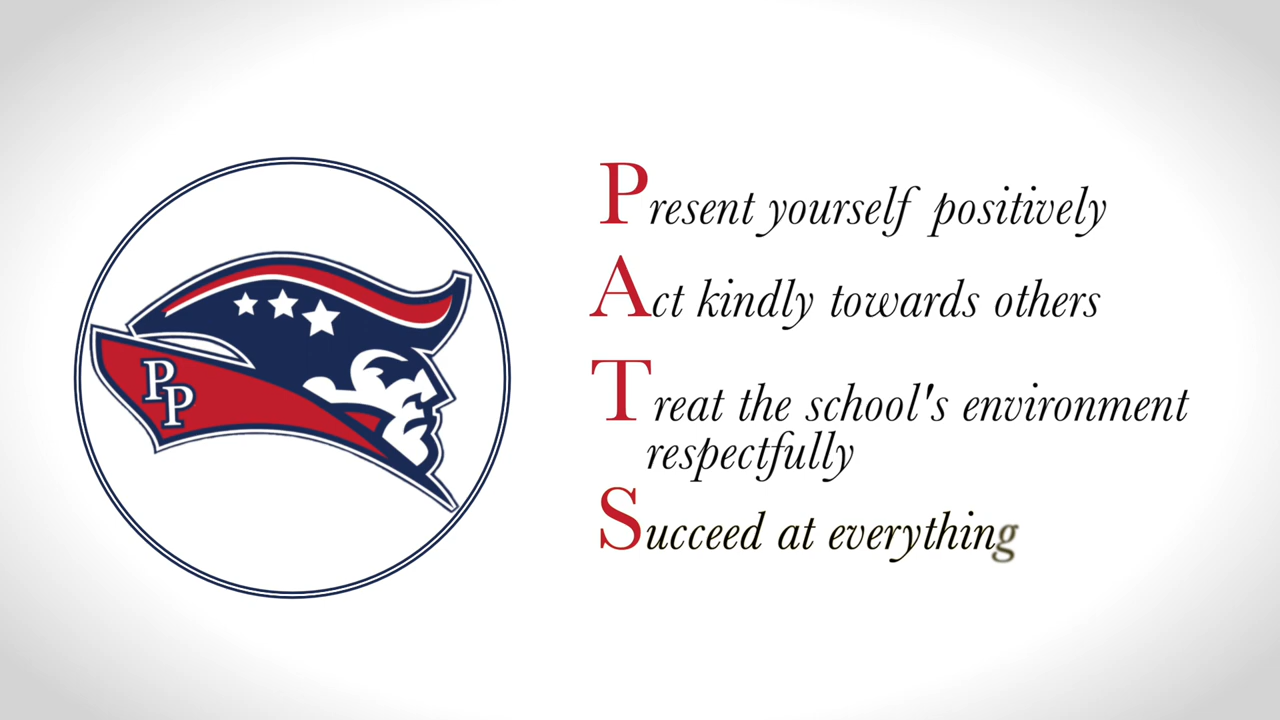 PP
Present yourself positively
Act kindly towards others
Treat the school's environment
respectfully
Succeed at everything